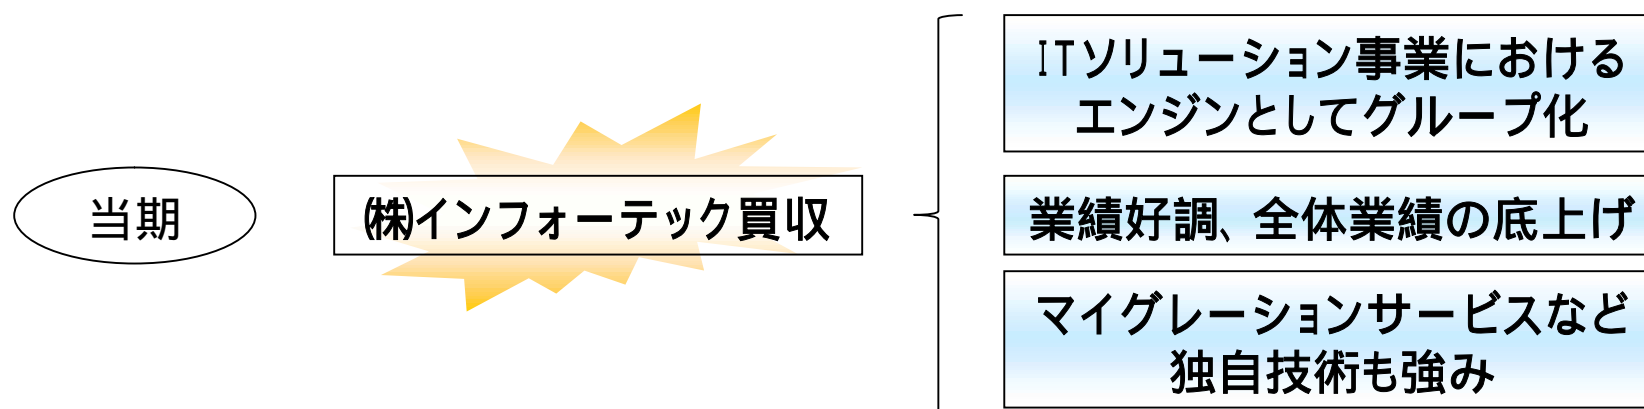 当期
㈱インフォーテック買収
ITソリューション事業における
エンジンとしてグループ化
業績好調、全体業績の底上げ
マイグレーションサービスなど
独自技術も強み